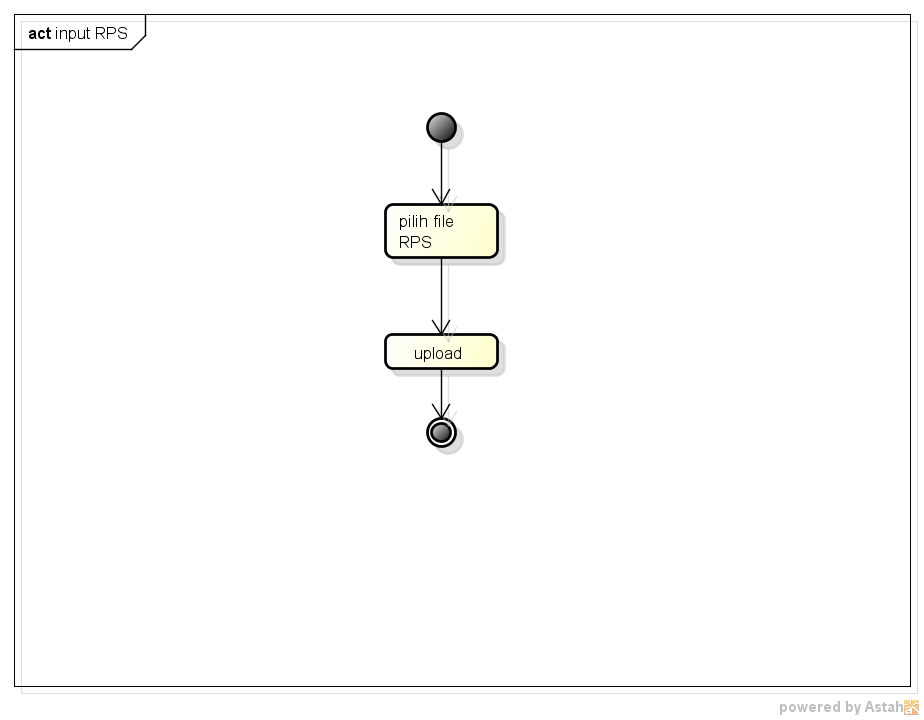 act input RPS
pilih file
RPS
upload
powered by Astah